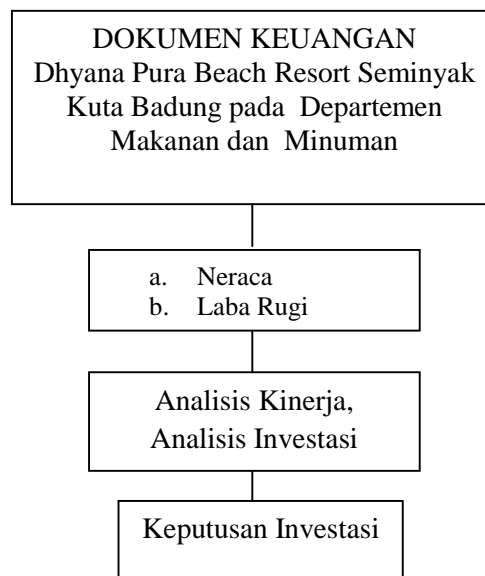 DOKUMEN KEUANGAN
Dhyana Pura Beach Resort Seminyak
Kuta Badung pada Departemen
Makanan dan Minuman
a. Neraca
b. Laba Rugi
Analisis Kinerja,
Analisis Investasi
Keputusan Investasi